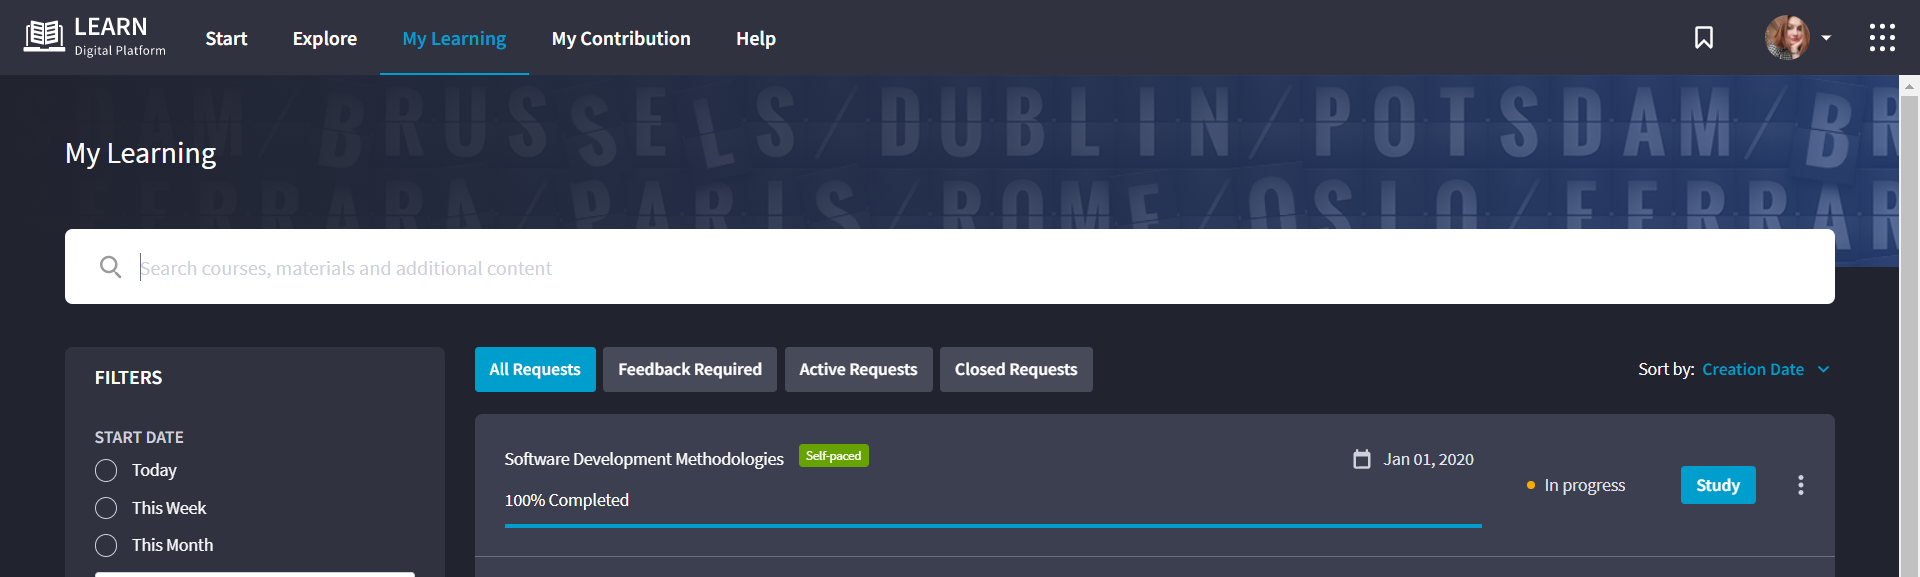 LEARN
Digital Platform
Start
Explore
My Learning
My Contribution
Help
DAM/BRUSSELS/DUBLIN/POTSDAM/BR
My Learning
FERRARA/PARIS/ROME/OSLO/FERRAR
Search courses, materials and additional content
FILTERS
All Requests
Feedback Required
Active Requests
Closed Requests
Sort by: Creation Date
START DATE
Today
This Week
This Month
Software Development Methodologies
Self-paced
Jan 01, 2020
100% Completed
In progress
Study